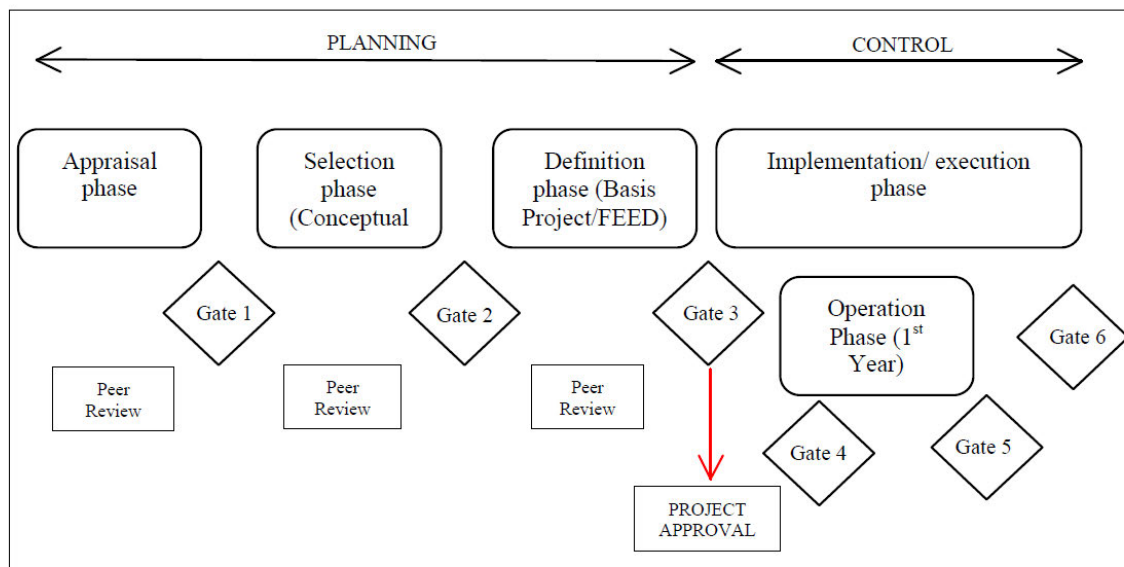 PLANNING
CONTROL
Appraisal
phase
Selection
phase
(Conceptual
Definition
phase (Basis
Project/FEED)
Implementation/ execution
phase
Gate 1
Gate 2
Gate 3
Operation
Phase (1st
Year)
Gate 6
Peer
Review
Peer
Review
Peer
Review
Gate 4
Gate 5
PROJECT
APPROVAL